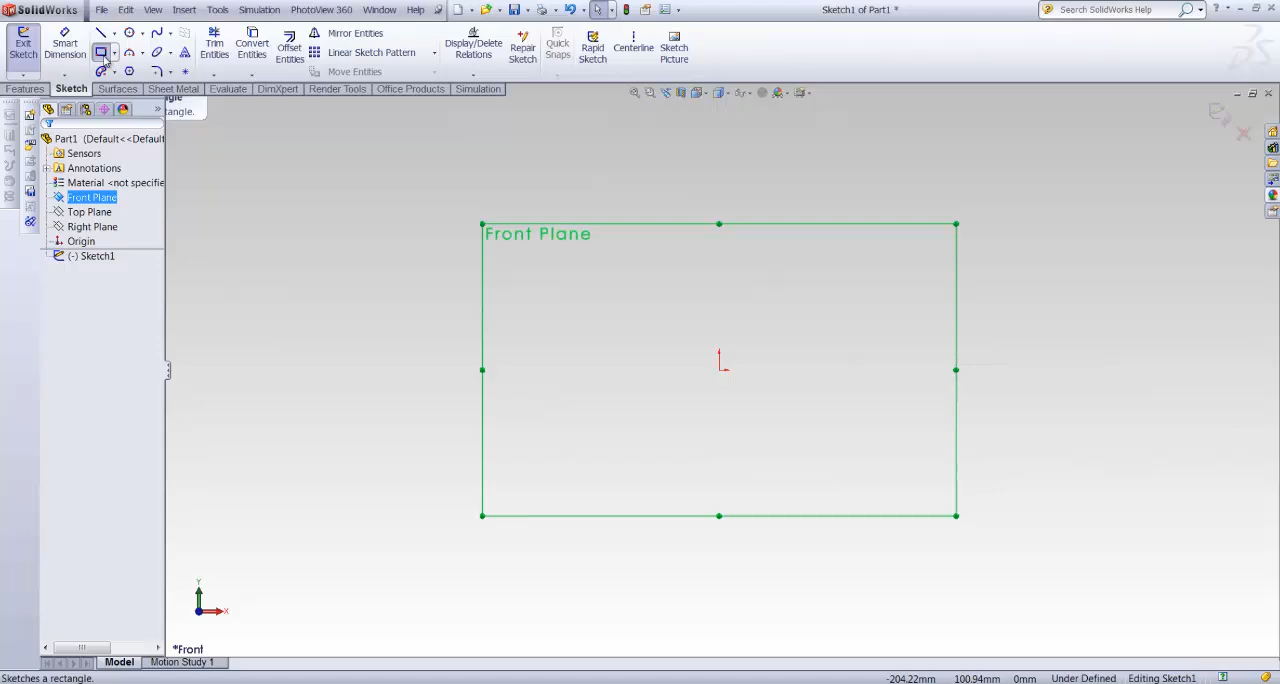 SolidWorks File Edit View Insert Tools Simulation PhotoView 360 Window Help Sketch1 of Part1 * Search SolidWorks Help
Exit Sketch
Smart Dimension
Trim Entities
Convert Entities
Offset Entities
Mirror Entities
Linear Sketch Pattern
Move Entities
Display/Delete Relations
Repair Sketch
Quick Snaps
Rapid Sketch
Centerline
Sketch Picture
Features Sketch Surfaces Sheet Metal Evaluate DimXpert Render Tools Office Products Simulation
ngle
tangle.
Part1 (Default<<Default
Sensors
Annotations
Material <not specifie
Front Plane
Top Plane
Right Plane
Origin
(-) Sketch1
Front Plane
Y
X
*Front
Model Motion Study 1
Sketches a rectangle. -204.22mm 100.94mm 0mm Under Defined Editing Sketch1